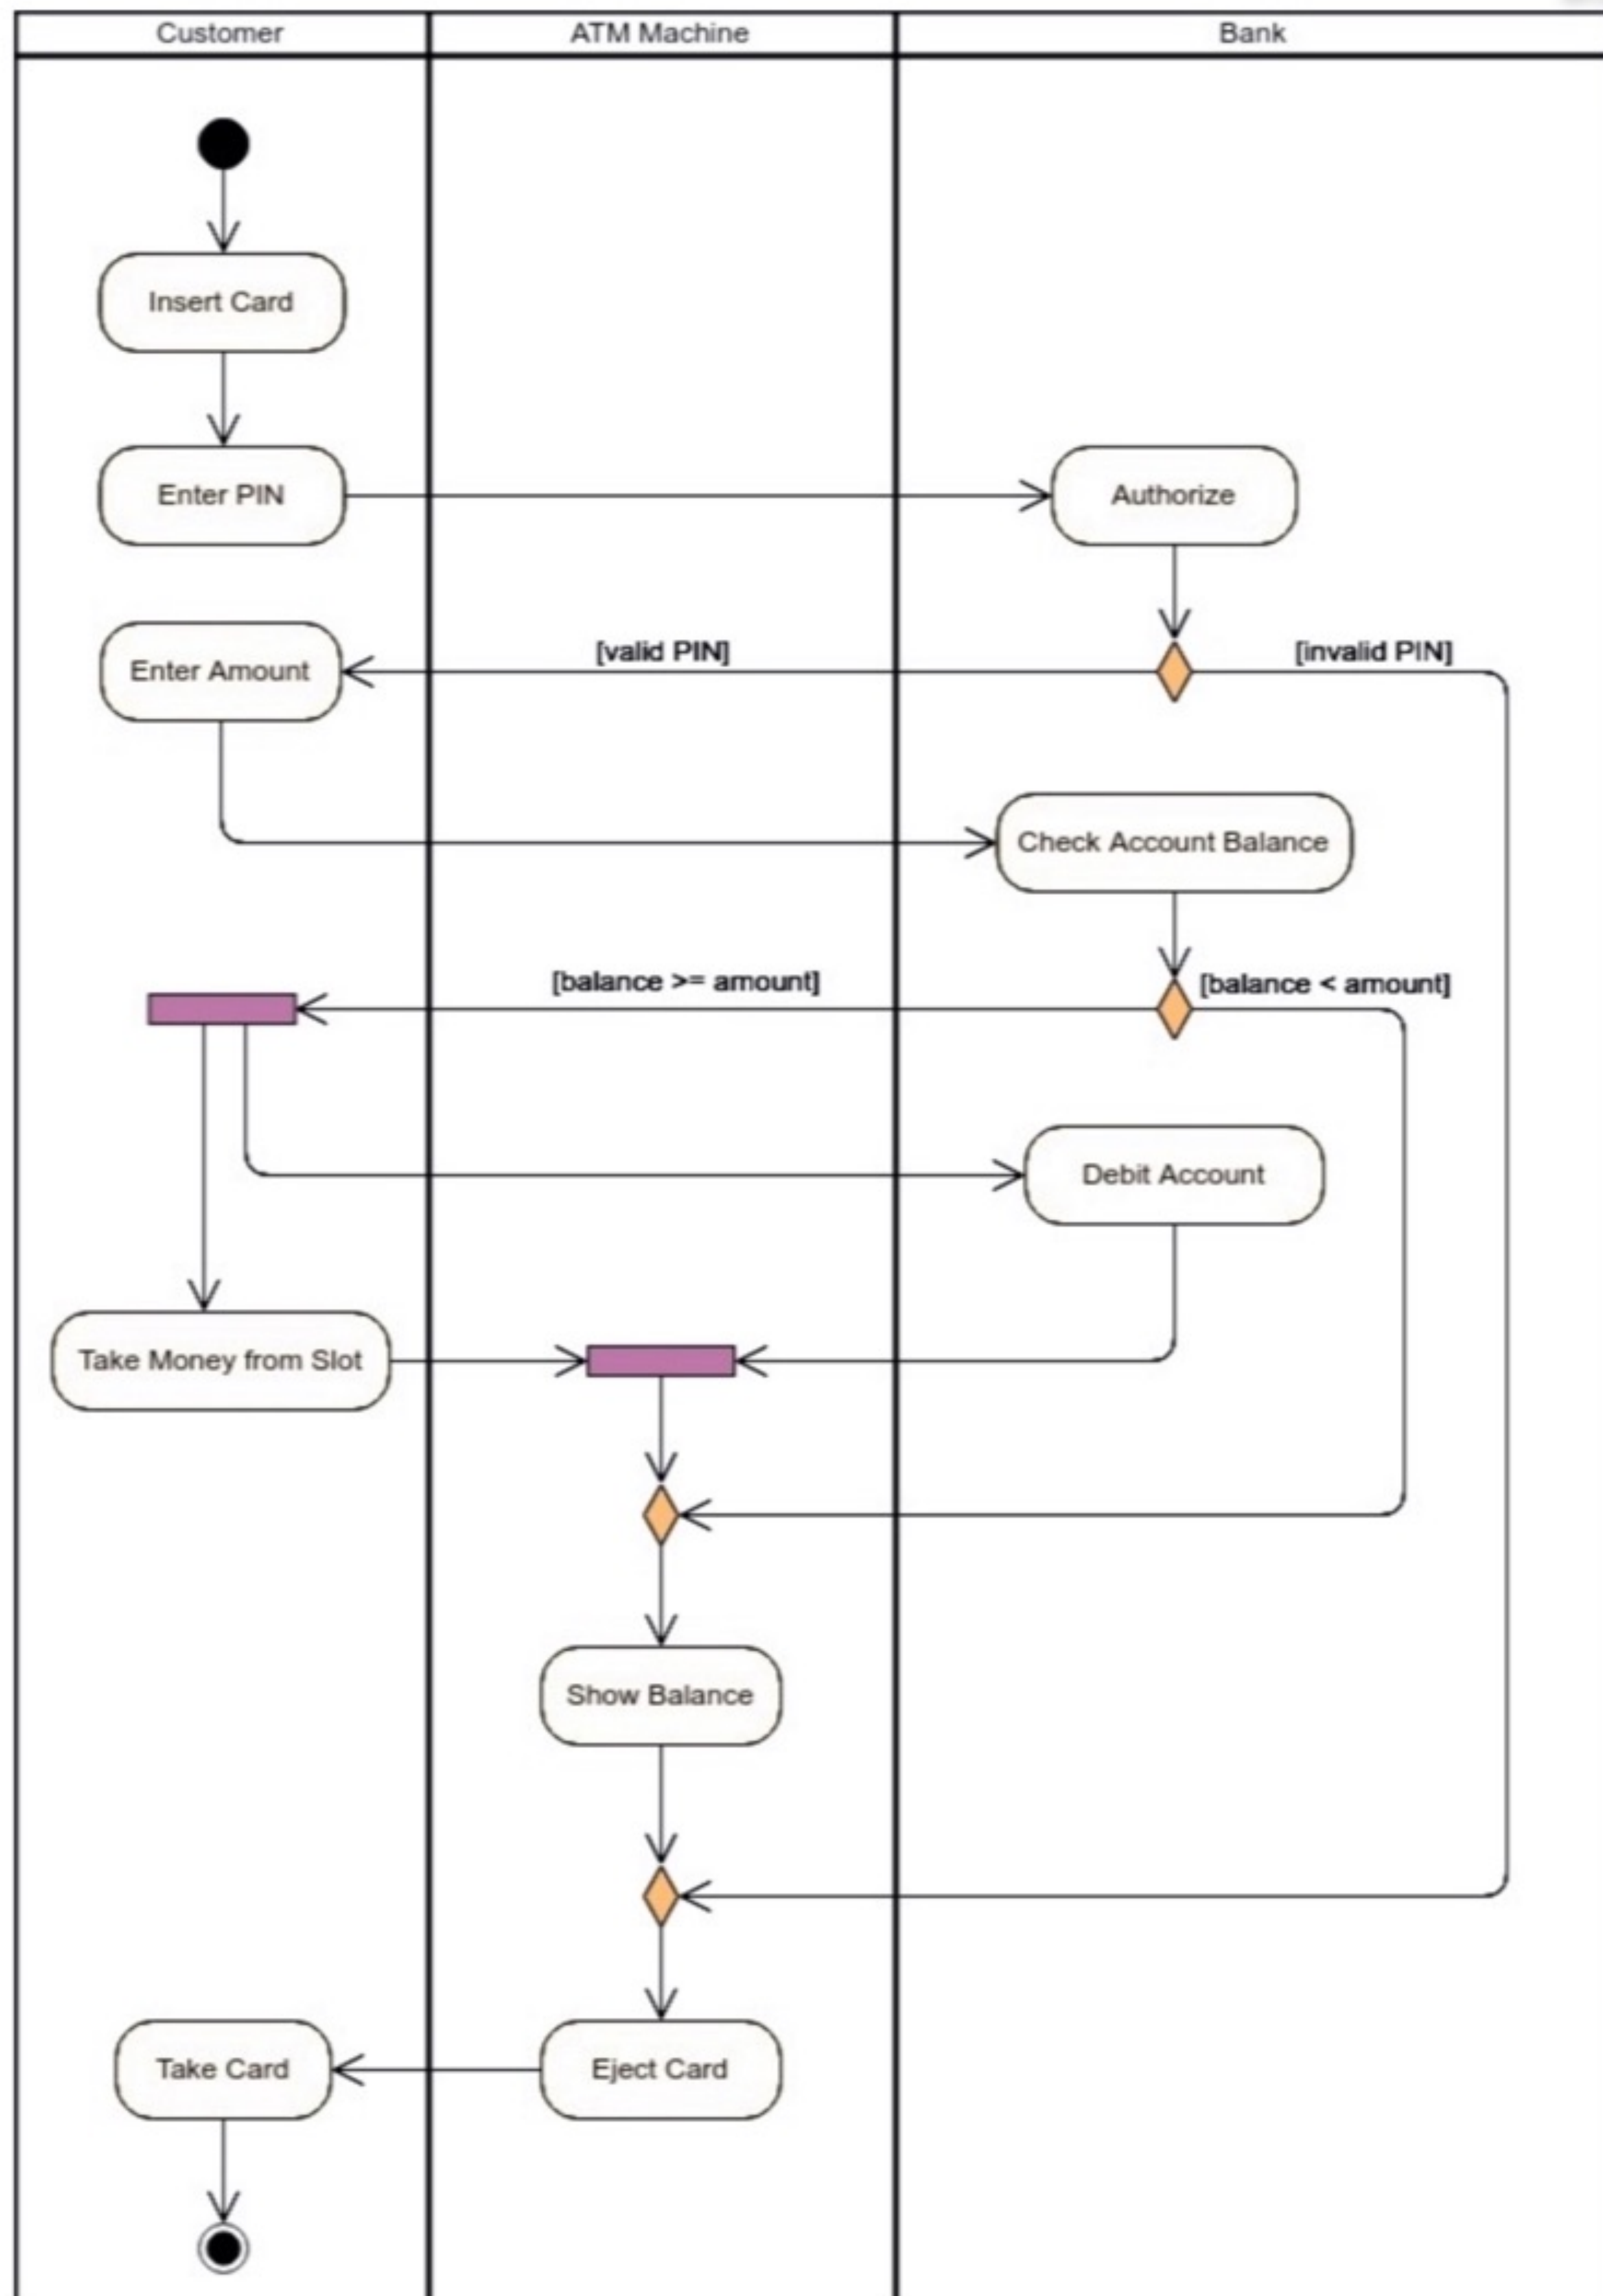 Customer
ATM Machine
Bank
Insert Card
Enter PIN
Authorize
Enter Amount
[valid PIN]
[invalid PIN]
Check Account Balance
[balance >= amount]
[balance < amount]
Debit Account
Take Money from Slot
Show Balance
Take Card
Eject Card